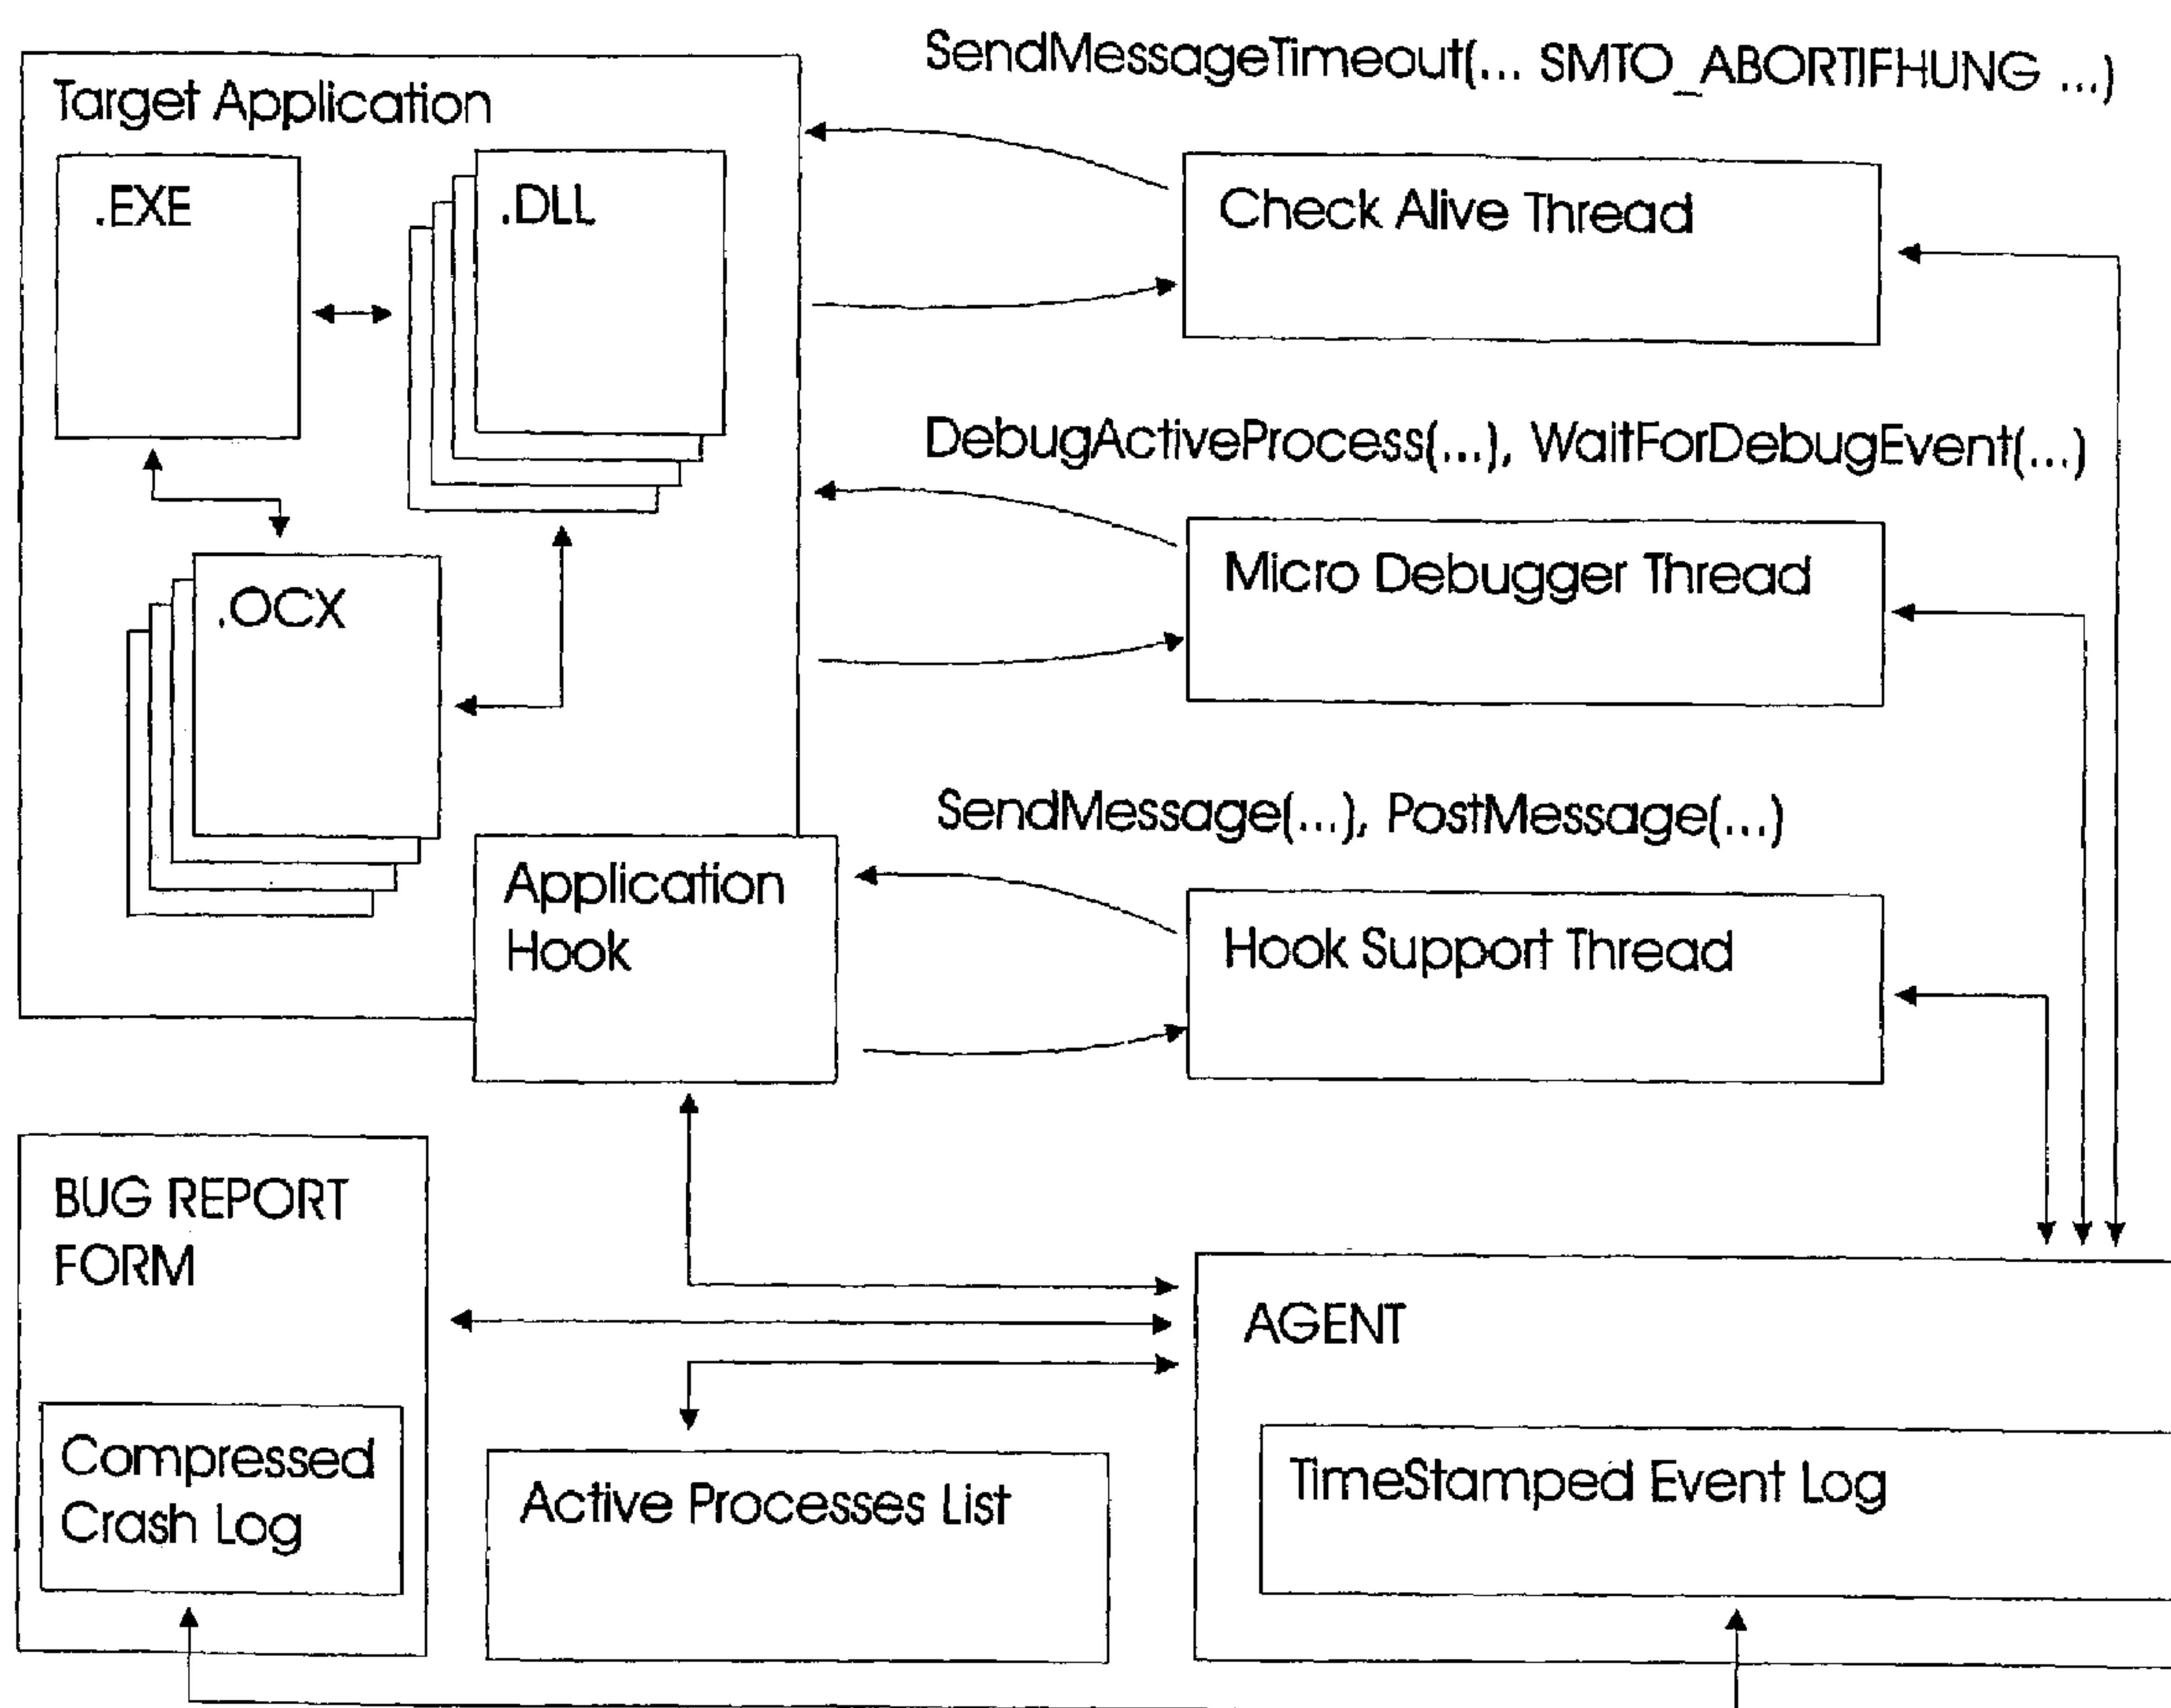 SendMessageTimeout(... SMTO_ABORTIFHUNG ...)
Target Application
.EXE
.DLL
Check Alive Thread
DebugActiveProcess(...), WaitForDebugEvent(...)
Micro Debugger Thread
.OCX
SendMessage(...), PostMessage(...)
Application
Hook
Hook Support Thread
BUG REPORT
FORM
AGENT
Compressed
Crash Log
Active Processes List
TimeStamped Event Log